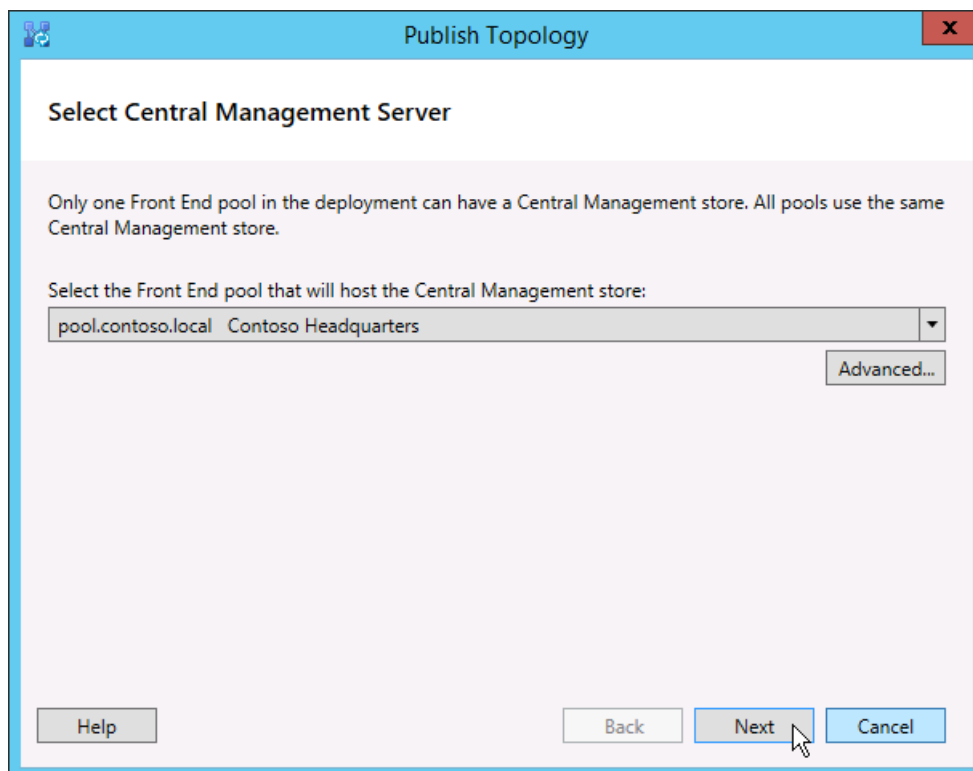 Publish Topology
x
Select Central Management Server
Only one Front End pool in the deployment can have a Central Management store. All pools use the same
Central Management store.
Select the Front End pool that will host the Central Management store:
pool.contoso.local   Contoso Headquarters
Advanced...
Help
Back
Next
Cancel